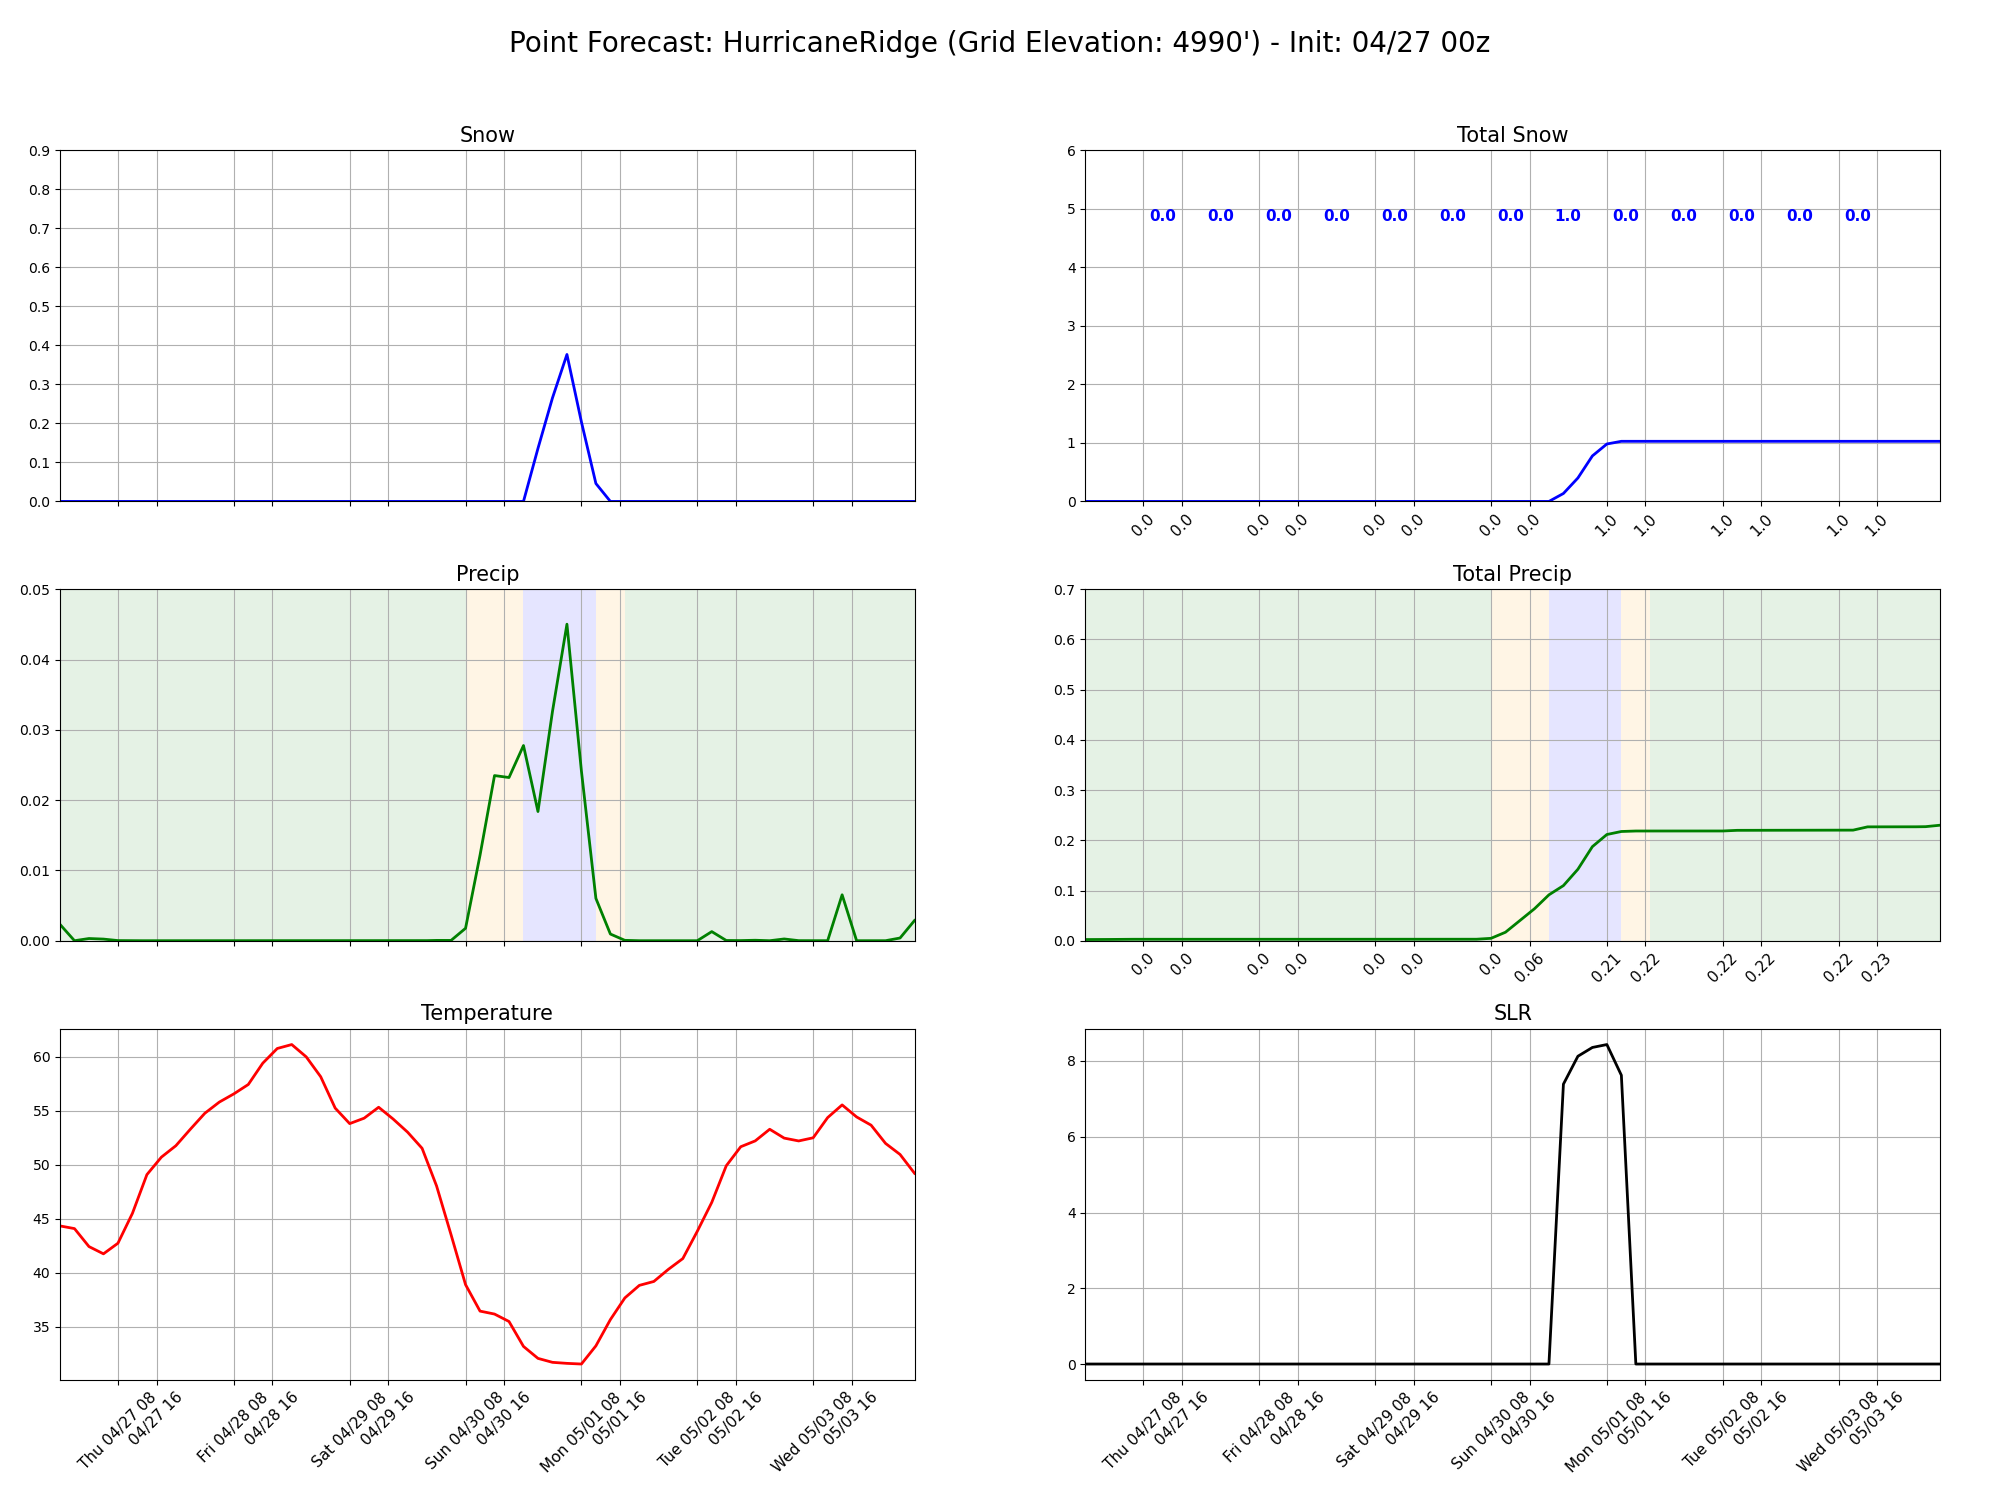 Point Forecast: HurricaneRidge (Grid Elevation: 4990') - Init: 04/27 00z
Snow
0.9
0.8
0.7
0.6
0.5
0.4
0.3
0.2
0.1
0.0
Total Snow
6
5
4
3
2
1
0
0.0 0.0 0.0 0.0 0.0 0.0 0.0 1.0 0.0 0.0 0.0 0.0 0.0
0.0 0.0 0.0 0.0 0.0 0.0 0.0 0.0 1.0 1.0 1.0 1.0 1.0 1.0
Precip
0.05
0.04
0.03
0.02
0.01
0.00
Total Precip
0.7
0.6
0.5
0.4
0.3
0.2
0.1
0.0
0.0 0.0 0.0 0.0 0.0 0.0 0.0 0.06 0.21 0.22 0.22 0.22 0.22 0.23
Temperature
60
55
50
45
40
35
Thu 04/27 08
04/27 16
Fri 04/28 08
04/28 16
Sat 04/29 08
04/29 16
Sun 04/30 08
04/30 16
Mon 05/01 08
05/01 16
Tue 05/02 08
05/02 16
Wed 05/03 08
05/03 16
SLR
8
6
4
2
0
Thu 04/27 08
04/27 16
Fri 04/28 08
04/28 16
Sat 04/29 08
04/29 16
Sun 04/30 08
04/30 16
Mon 05/01 08
05/01 16
Tue 05/02 08
05/02 16
Wed 05/03 08
05/03 16